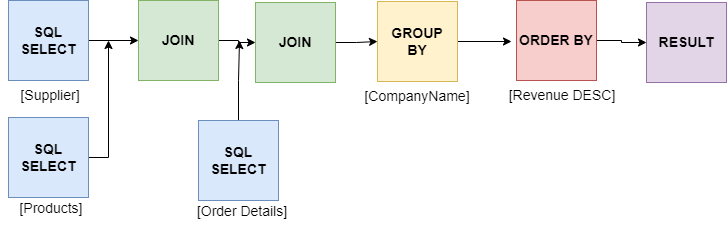 SQL
SELECT
JOIN
JOIN
GROUP
BY
ORDER BY
RESULT
[Supplier]
[CompanyName]
[Revenue DESC]
SQL
SELECT
SQL
SELECT
[Products]
[Order Details]